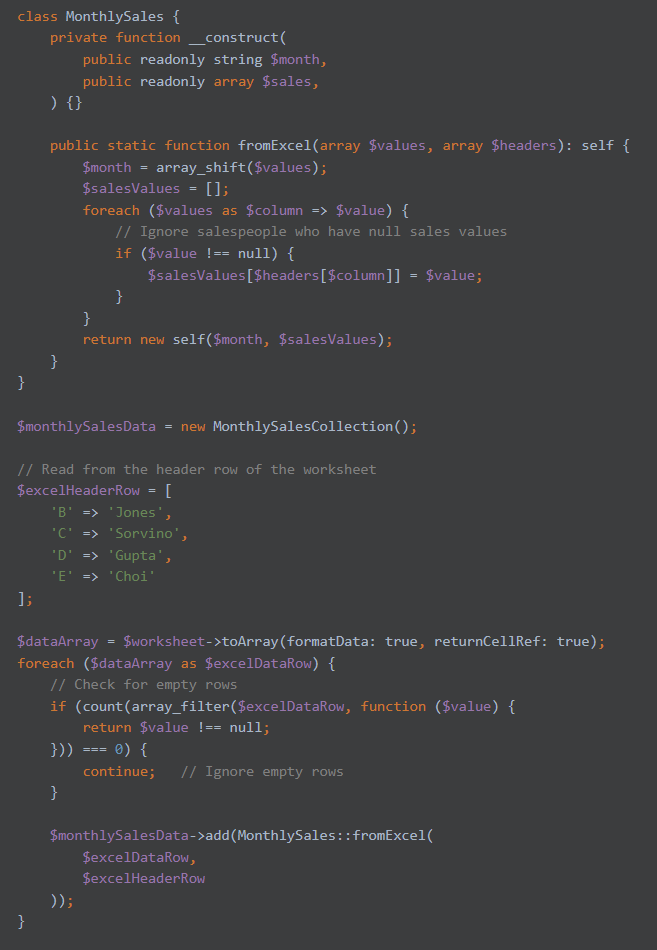 class MonthlySales {
    private function __construct(
        public readonly string $month,
        public readonly array $sales,
    ) {}

    public static function fromExcel(array $values, array $headers): self {
        $month = array_shift($values);
        $salesValues = [];
        foreach ($values as $column => $value) {
            // Ignore salespeople who have null sales values
            if ($value !== null) {
                $salesValues[$headers[$column]] = $value;
            }
        }
        return new self($month, $salesValues);
    }
}

$monthlySalesData = new MonthlySalesCollection();

// Read from the header row of the worksheet
$excelHeaderRow = [
    'B' => 'Jones',
    'C' => 'Sorvino',
    'D' => 'Gupta',
    'E' => 'Choi'
];

$dataArray = $worksheet->toArray(formatData: true, returnCellRef: true);
foreach ($dataArray as $excelDataRow) {
    // Check for empty rows
    if (count(array_filter($excelDataRow, function ($value) {
        return $value !== null;
    })) === 0) {
        continue;   // Ignore empty rows
    }

    $monthlySalesData->add(MonthlySales::fromExcel(
        $excelDataRow,
        $excelHeaderRow
    ));
}